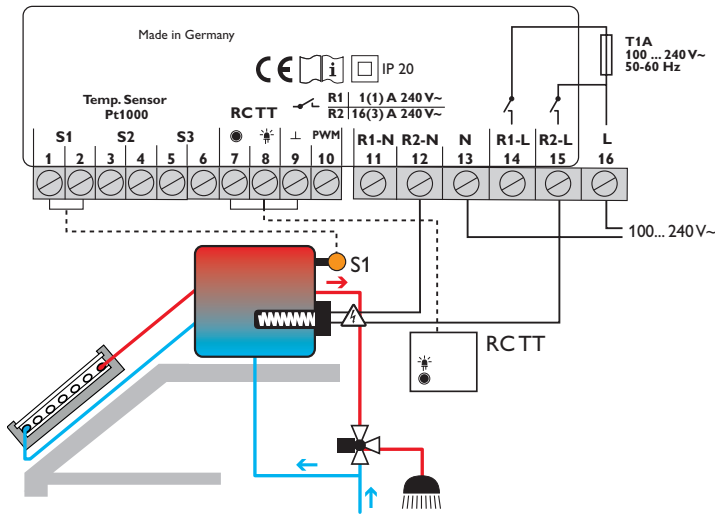 Made in Germany
T1A
100 ... 240 V~
50-60 Hz
CE i IP 20
Temp. Sensor
Pt1000
R1 1(1) A 240 V~
R2 16(3) A 240 V~
RCTT
S1 S2 S3 ⊥ PWM R1-N R2-N N R1-L R2-L L
1 2 3 4 5 6 7 8 9 10 11 12 13 14 15 16
100... 240 V~
S1
RCTT